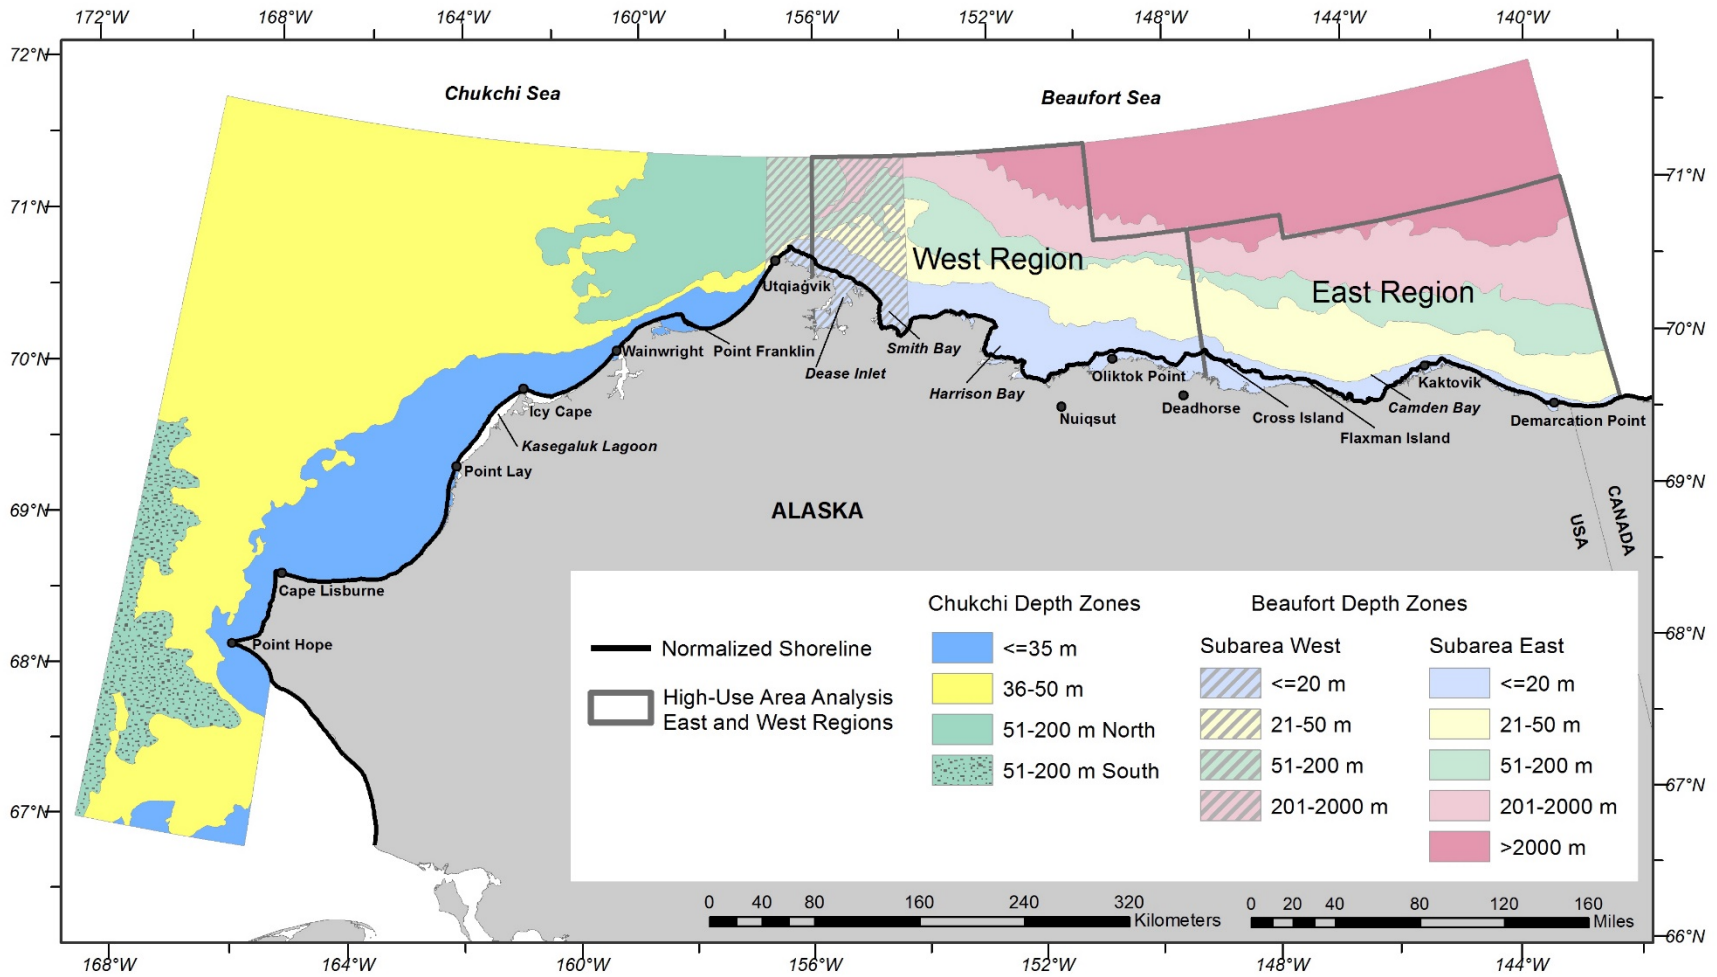 172°W 168°W 164°W 160°W 156°W 152°W 148°W 144°W 140°W
72°N
Chukchi Sea
Beaufort Sea
71°N
71°N
West Region
East Region
Utqiaġvik
70°N
70°N
Wainwright
Point Franklin
Smith Bay
Dease Inlet
Harrison Bay
Oliktok Point
Kaktovik
Icy Cape
Nuiqsut
Deadhorse
Cross Island
Camden Bay
Demarcation Point
Flaxman Island
Kasegaluk Lagoon
Point Lay
69°N
69°N
ALASKA
USA
CANADA
Cape Lisburne
Point Hope
68°N
68°N
67°N
67°N
66°N
Normalized Shoreline
High-Use Area Analysis
East and West Regions
Chukchi Depth Zones
<=35 m
36-50 m
51-200 m North
51-200 m South
Beaufort Depth Zones
Subarea West
<=20 m
21-50 m
51-200 m
201-2000 m
Subarea East
<=20 m
21-50 m
51-200 m
201-2000 m
>2000 m
0 40 80 160 240 320
Kilometers
0 20 40 80 120 160
Miles
168°W 164°W 160°W 156°W 152°W 148°W 144°W